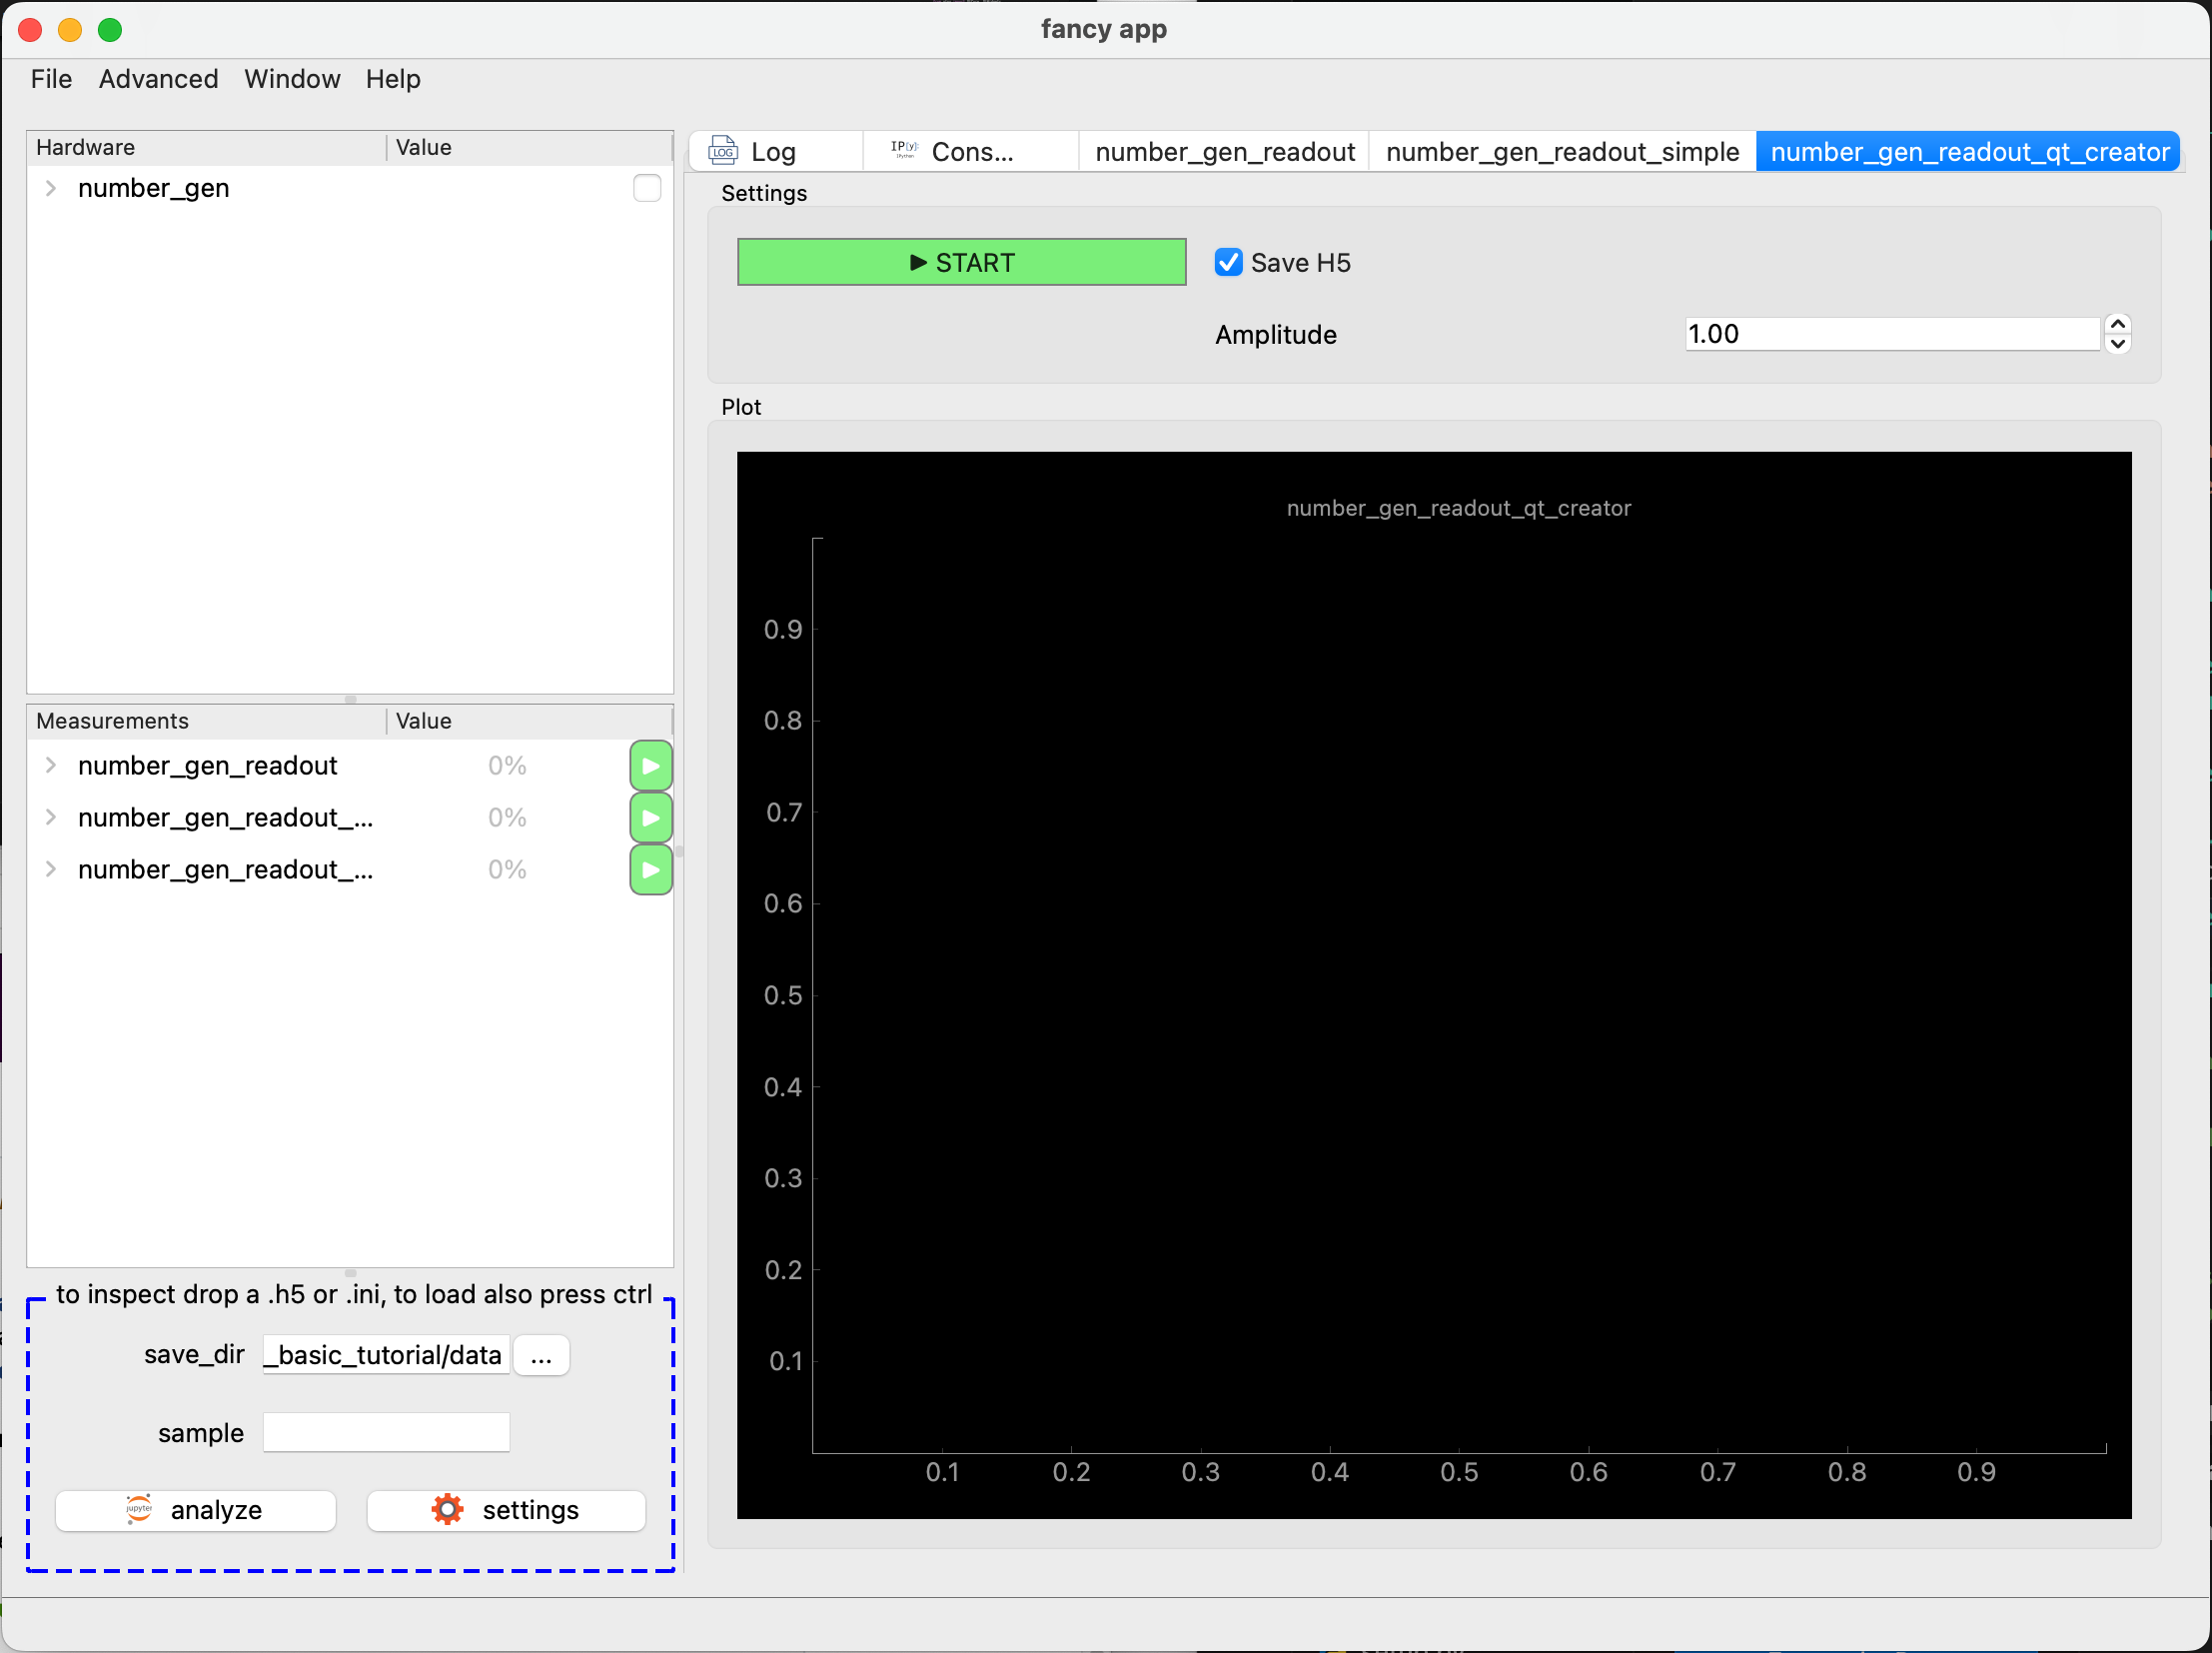 fancy app
File Advanced Window Help
Hardware Value
number_gen
Measurements Value
number_gen_readout 0%
number_gen_readout_... 0%
number_gen_readout_... 0%
to inspect drop a .h5 or .ini, to load also press ctrl
save_dir _basic_tutorial/data ...
sample
analyze settings
LOG Log IP[y]: Cons... number_gen_readout number_gen_readout_simple number_gen_readout_qt_creator
Settings
START Save H5
Amplitude 1.00
Plot
number_gen_readout_qt_creator
0.9
0.8
0.7
0.6
0.5
0.4
0.3
0.2
0.1
0.1 0.2 0.3 0.4 0.5 0.6 0.7 0.8 0.9